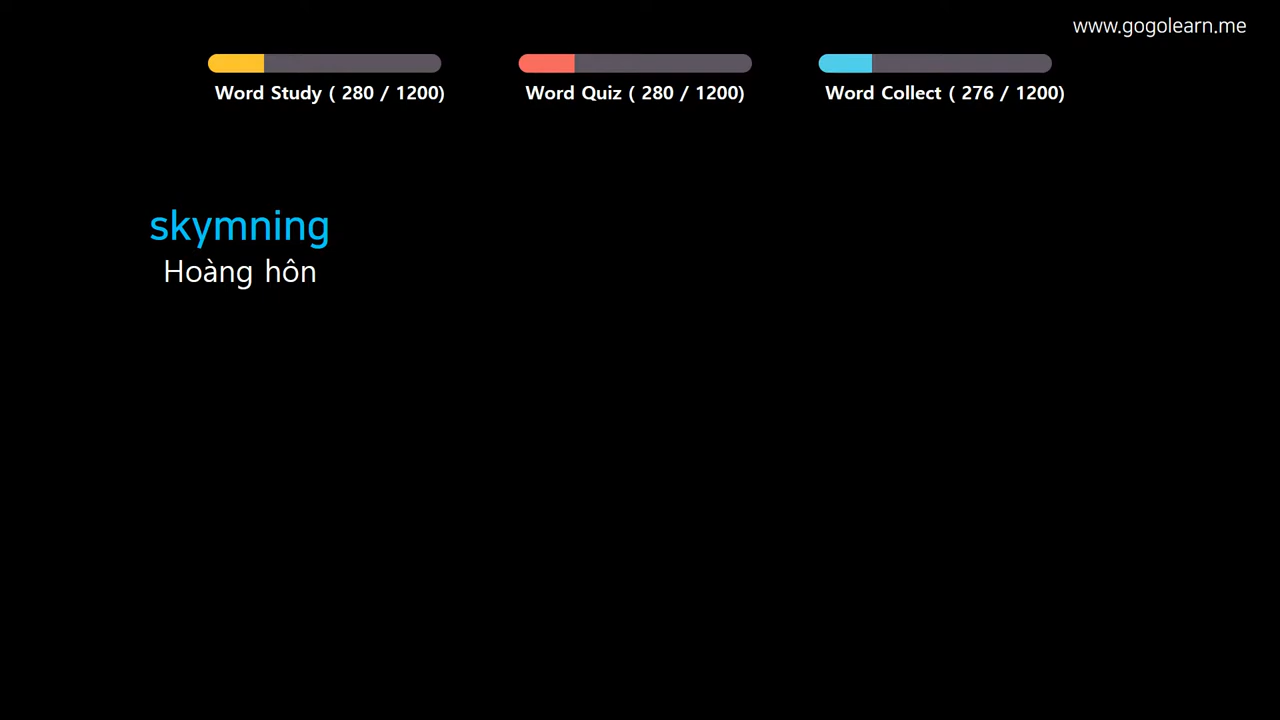 www.gogolearn.me
Word Study ( 280 / 1200)
Word Quiz ( 280 / 1200)
Word Collect ( 276 / 1200)
skymning
Hoàng hôn